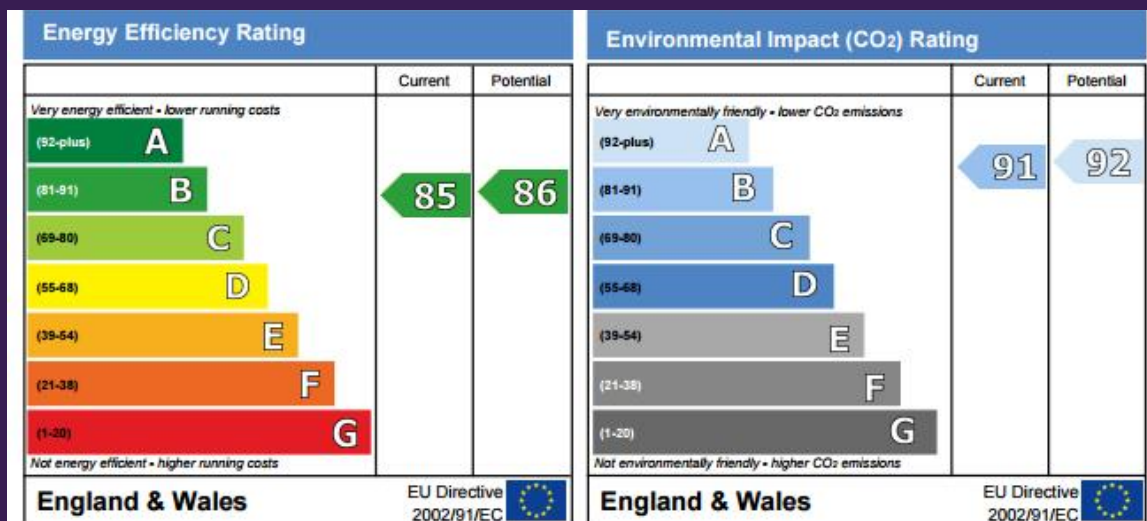 Energy Efficiency Rating
Current Potential
Very energy efficient - lower running costs
(92-plus) A
(81-91) B
85 86
(69-80) C
(55-68) D
(39-54) E
(21-38) F
(1-20) G
Not energy efficient - higher running costs
England & Wales
EU Directive
2002/91/EC
Environmental Impact (CO2) Rating
Current Potential
Very environmentally friendly - lower CO2 emissions
(92-plus) A
91 92
(81-91) B
(69-80) C
(55-68) D
(39-54) E
(21-38) F
(1-20) G
Not environmentally friendly - higher CO2 emissions
England & Wales
EU Directive
2002/91/EC